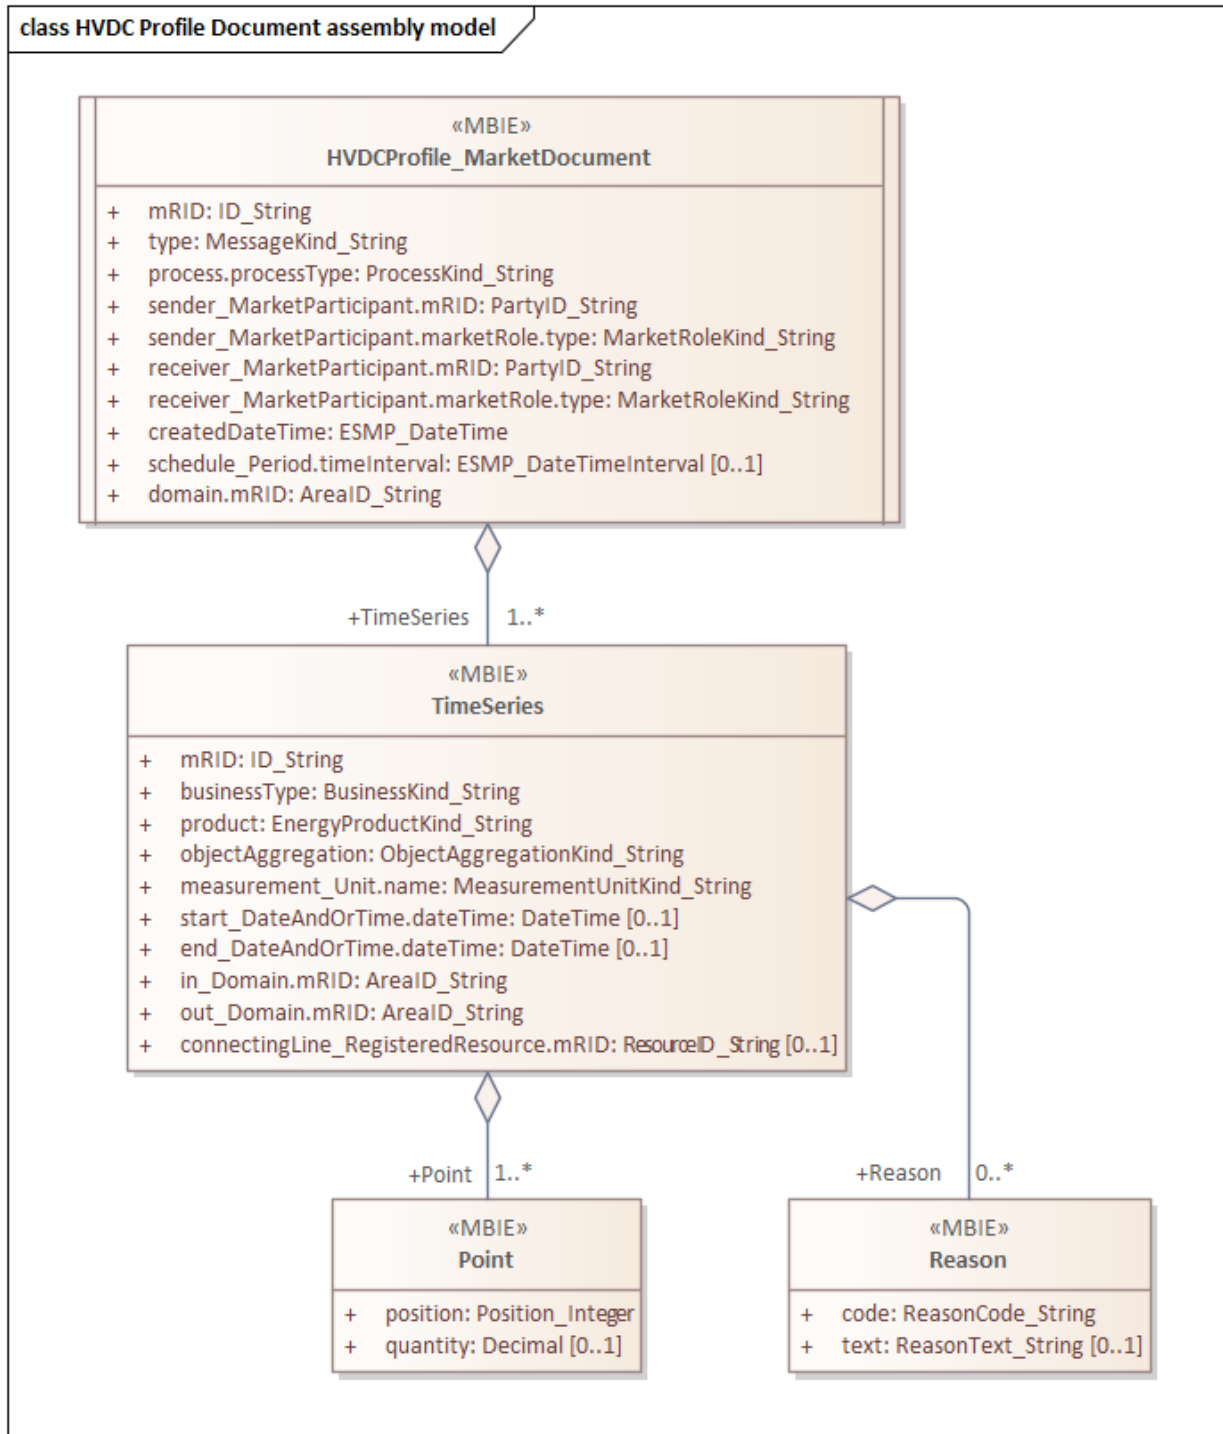 class HVDC Profile Document assembly model
«MBIE»
HVDCProfile_MarketDocument
+ mRID: ID_String
+ type: MessageKind_String
+ process.processType: ProcessKind_String
+ sender_MarketParticipant.mRID: PartyID_String
+ sender_MarketParticipant.marketRole.type: MarketRoleKind_String
+ receiver_MarketParticipant.mRID: PartyID_String
+ receiver_MarketParticipant.marketRole.type: MarketRoleKind_String
+ createdDateTime: ESMP_DateTime
+ schedule_Period.timeInterval: ESMP_DateTimeInterval [0..1]
+ domain.mRID: AreaID_String
+TimeSeries 1..*
«MBIE»
TimeSeries
+ mRID: ID_String
+ businessType: BusinessKind_String
+ product: EnergyProductKind_String
+ objectAggregation: ObjectAggregationKind_String
+ measurement_Unit.name: MeasurementUnitKind_String
+ start_DateAndOrTime.dateTime: DateTime [0..1]
+ end_DateAndOrTime.dateTime: DateTime [0..1]
+ in_Domain.mRID: AreaID_String
+ out_Domain.mRID: AreaID_String
+ connectingLine_RegisteredResource.mRID: ResourceID_String [0..1]
+Point 1..*
+Reason 0..*
«MBIE»
Point
+ position: Position_Integer
+ quantity: Decimal [0..1]
«MBIE»
Reason
+ code: ReasonCode_String
+ text: ReasonText_String [0..1]